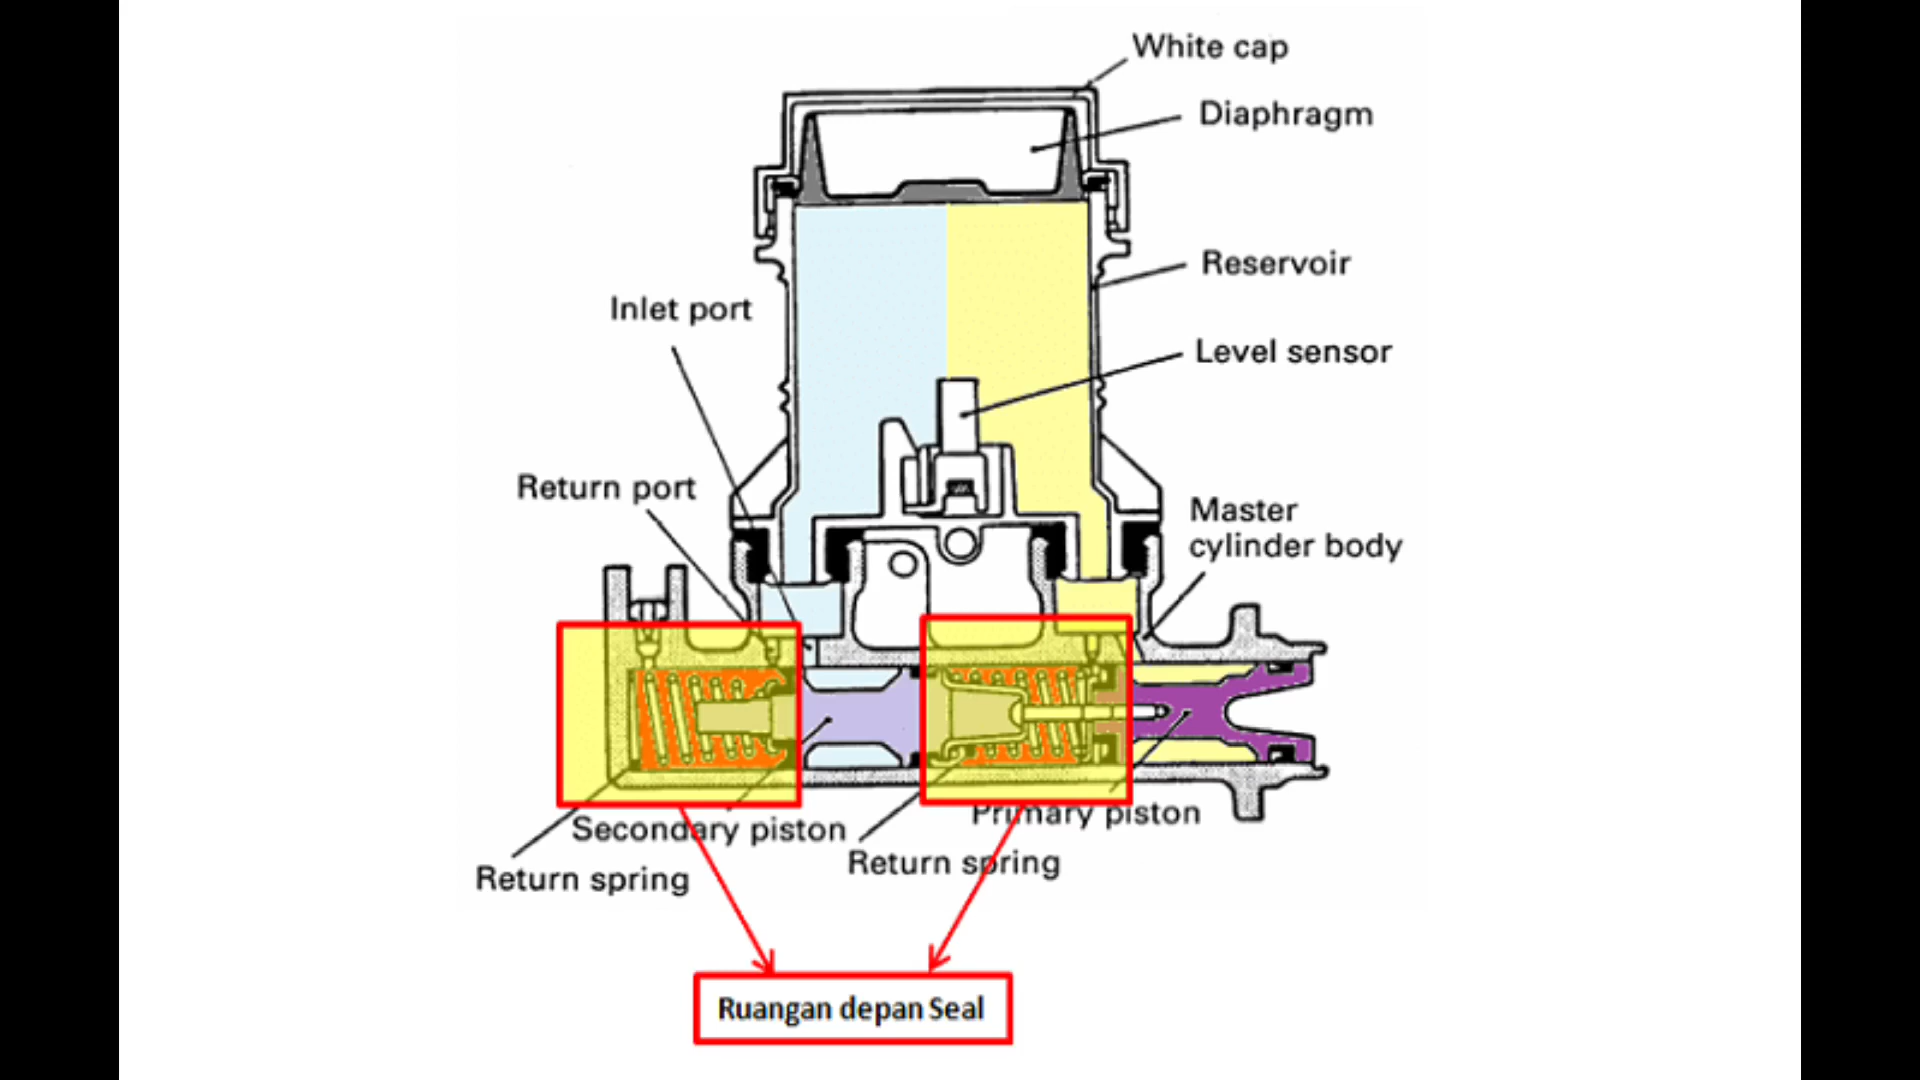 White cap
Diaphragm
Reservoir
Inlet port
Level sensor
Return port
Master
cylinder body
Primary piston
Secondary piston
Return spring
Return spring
Ruangan depan Seal